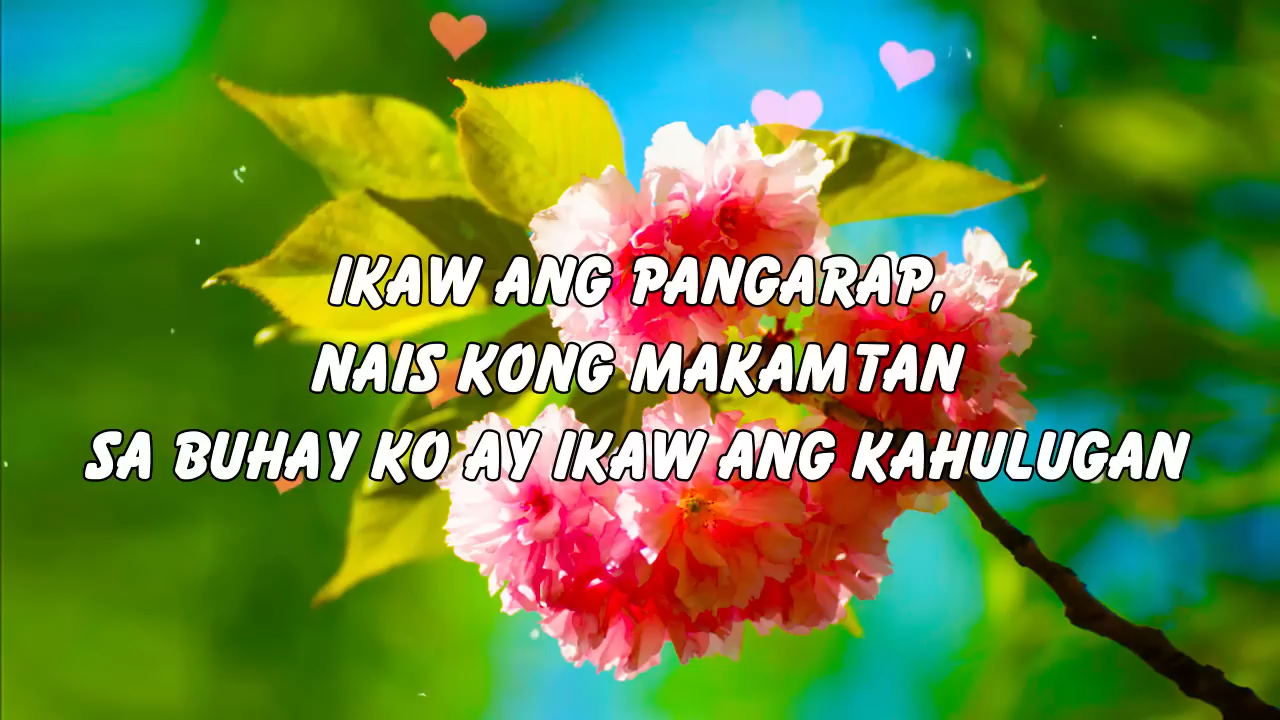 IKAW ANG PANGARAP,
NAIS KONG MAKAMTAN
SA BUHAY KO AY IKAW ANG KAHULUGAN